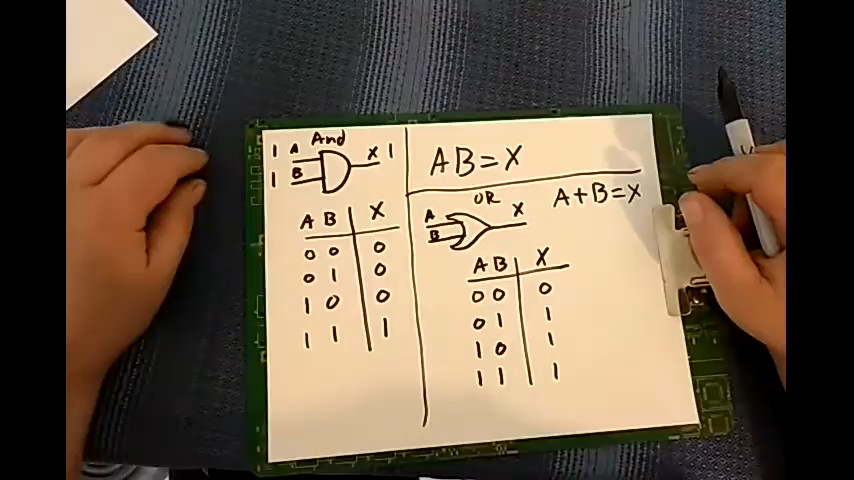 And
1 A X 1
1 B
A B X
0 0 0
0 1 0
1 0 0
1 1 1
AB=X
OR
A+B=X
A X
B
A B X
0 0 0
0 1 1
1 0 1
1 1 1